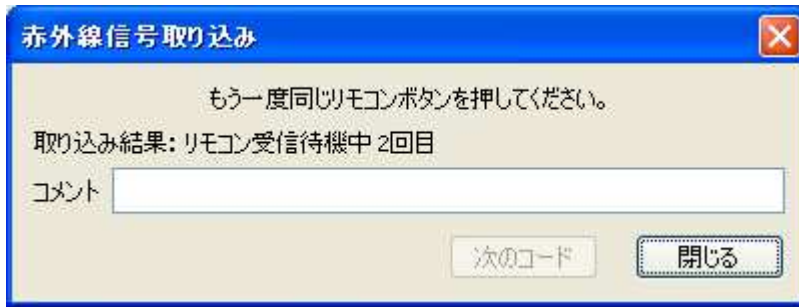 赤外線信号取り込み
もう一度同じリモコンボタンを押してください。
取り込み結果: リモコン受信待機中 2回目
コメント
次のコード 閉じる